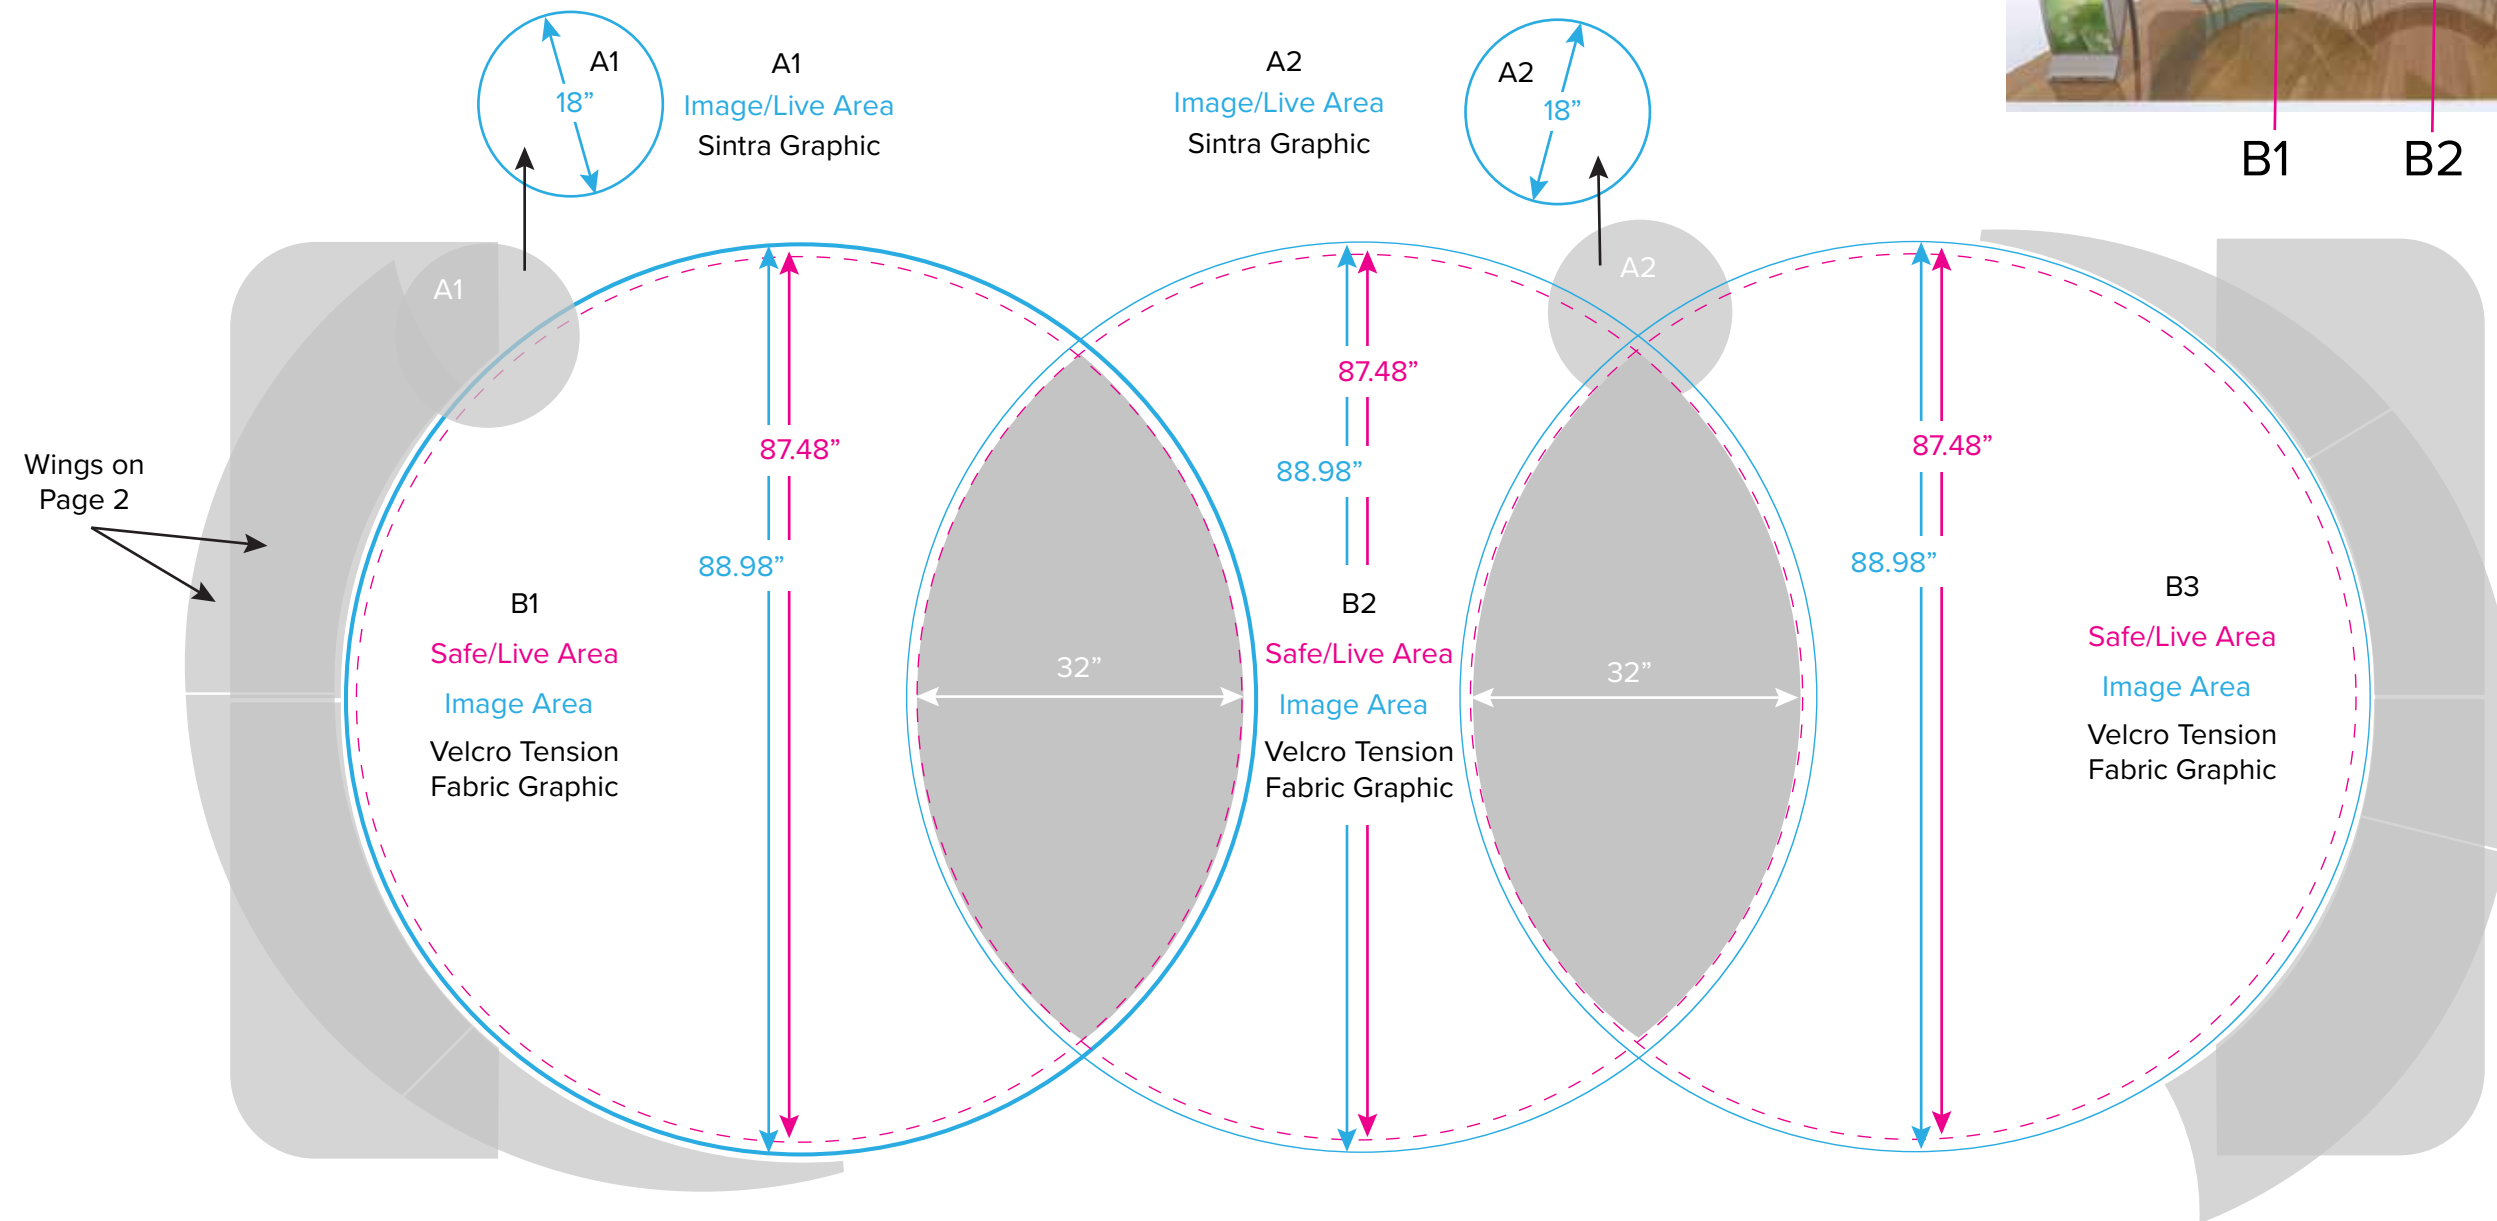 A1
18”
A1
Image/Live Area
Sintra Graphic
A2
Image/Live Area
Sintra Graphic
A2
18”
B1
B2
A1
A2
Wings on
Page 2
87.48”
88.98”
87.48”
88.98”
87.48”
88.98”
B1
Safe/Live Area
Image Area
Velcro Tension
Fabric Graphic
32”
B2
Safe/Live Area
Image Area
Velcro Tension
Fabric Graphic
32”
B3
Safe/Live Area
Image Area
Velcro Tension
Fabric Graphic